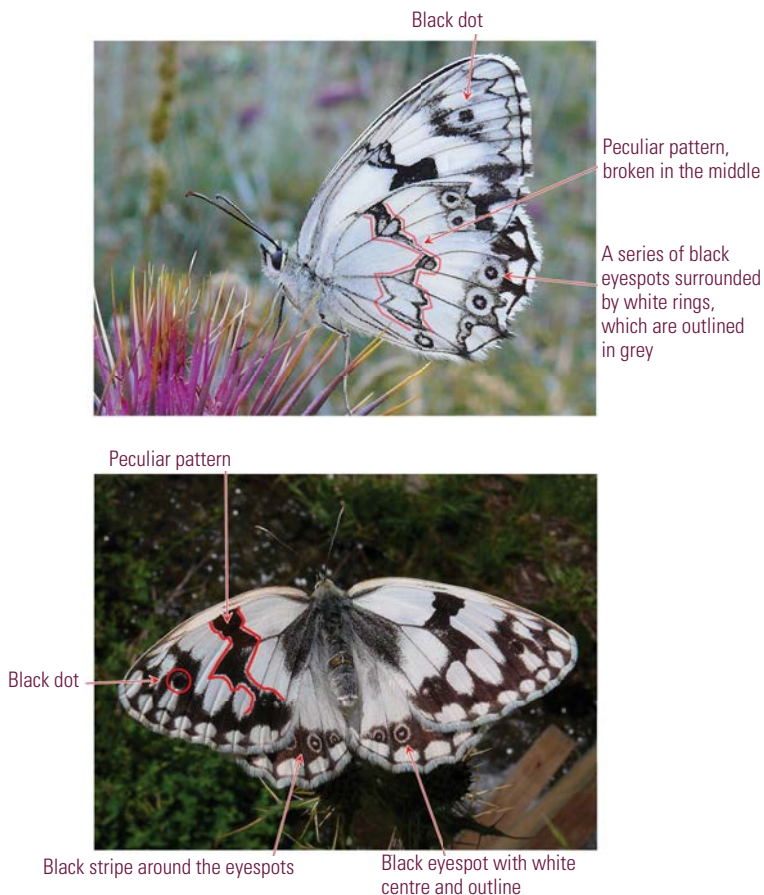 Black dot
Peculiar pattern,
broken in the middle
A series of black
eyespots surrounded
by white rings,
which are outlined
in grey
Peculiar pattern
Black dot
Black stripe around the eyespots
Black eyespot with white
centre and outline